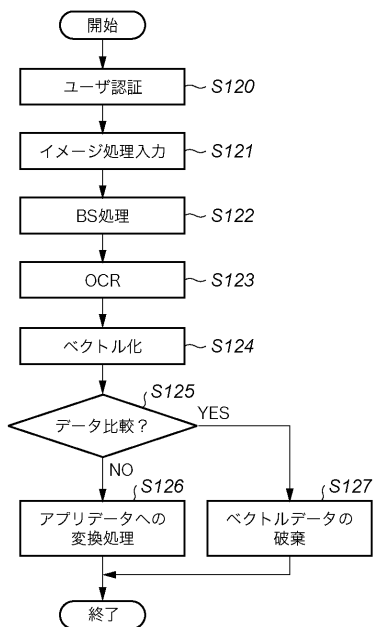 開始
ユーザ認証
S120
イメージ処理入力
S121
BS処理
S122
OCR
S123
ベクトル化
S124
S125
データ比較？
YES
NO
S126
アプリデータへの
変換処理
S127
ベクトルデータの
破棄
終了